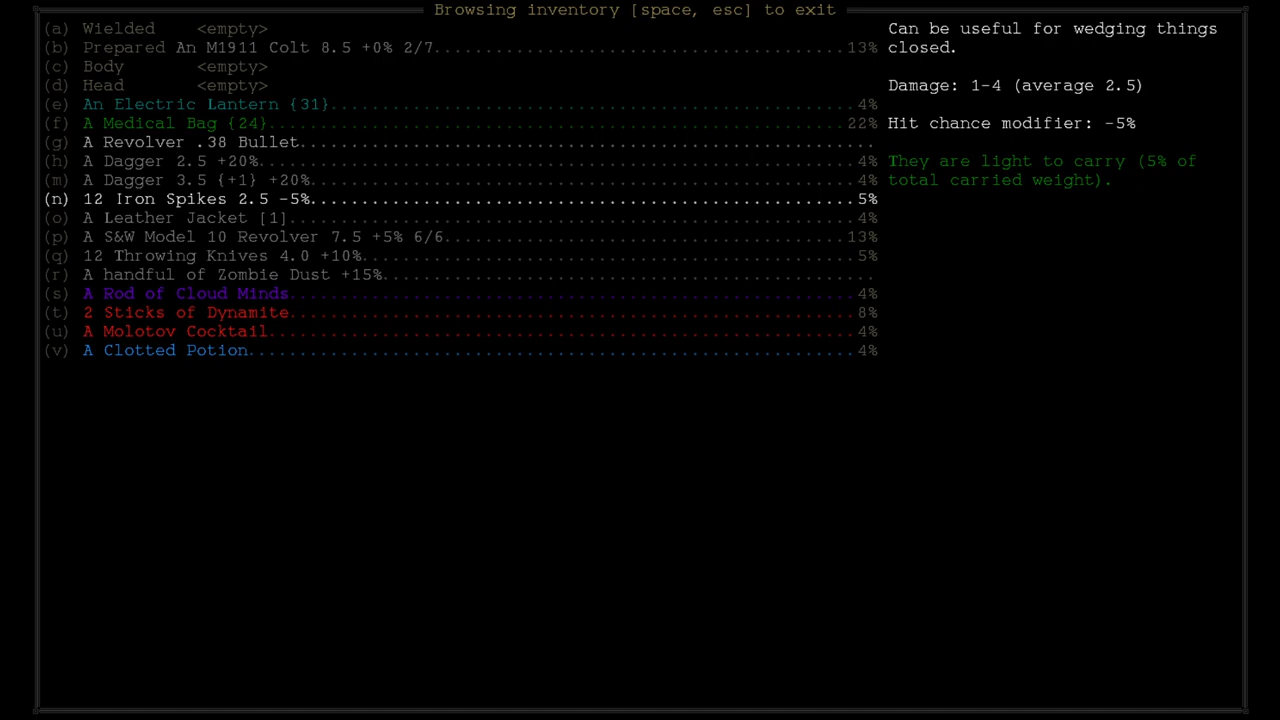 Browsing inventory [space, esc] to exit
(a) Wielded <empty>
(b) Prepared An M1911 Colt 8.5 +0% 2/7........................................13%
(c) Body <empty>
(d) Head <empty>
(e) An Electric Lantern {31}..................................................4%
(f) A Medical Bag {24}........................................................22%
(g) A Revolver .38 Bullet.......................................................
(h) A Dagger 2.5 +20%.........................................................4%
(m) A Dagger 3.5 {+1} +20%....................................................4%
(n) 12 Iron Spikes 2.5 -5%....................................................5%
(o) A Leather Jacket [1]......................................................4%
(p) A S&W Model 10 Revolver 7.5 +5% 6/6.......................................13%
(q) 12 Throwing Knives 4.0 +10%...............................................5%
(r) A handful of Zombie Dust +15%...............................................
(s) A Rod of Cloud Minds......................................................4%
(t) 2 Sticks of Dynamite......................................................8%
(u) A Molotov Cocktail........................................................4%
(v) A Clotted Potion..........................................................4%
Can be useful for wedging things
closed.
Damage: 1-4 (average 2.5)
Hit chance modifier: -5%
They are light to carry (5% of
total carried weight).